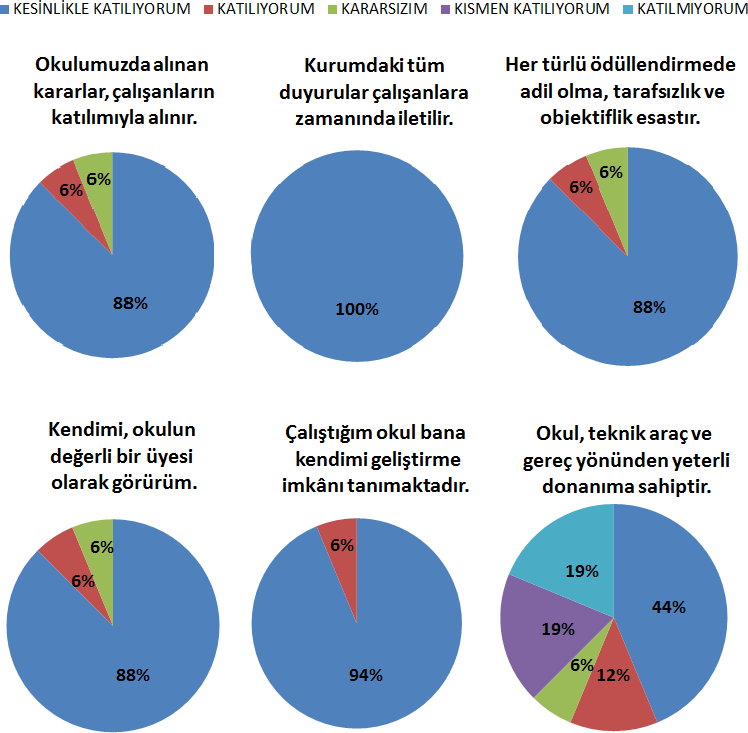 KESİNLİKLE KATILIYORUM KATILIYORUM KARARSIZIM KISMEN KATILIYORUM KATILMIYORUM
Okulumuzda alınan
kararlar, çalışanların
katılımıyla alınır.
6%
6%
88%
Kurumdaki tüm
duyurular çalışanlara
zamanında iletilir.
100%
Her türlü ödüllendirmede
adil olma, tarafsızlık ve
objektiflik esastır.
6%
6%
88%
Kendimi, okulun
değerli bir üyesi
olarak görürüm.
6%
6%
88%
Çalıştığım okul bana
kendimi geliştirme
imkânı tanımaktadır.
6%
94%
Okul, teknik araç ve
gereç yönünden yeterli
donanıma sahiptir.
19%
44%
19%
6%
12%